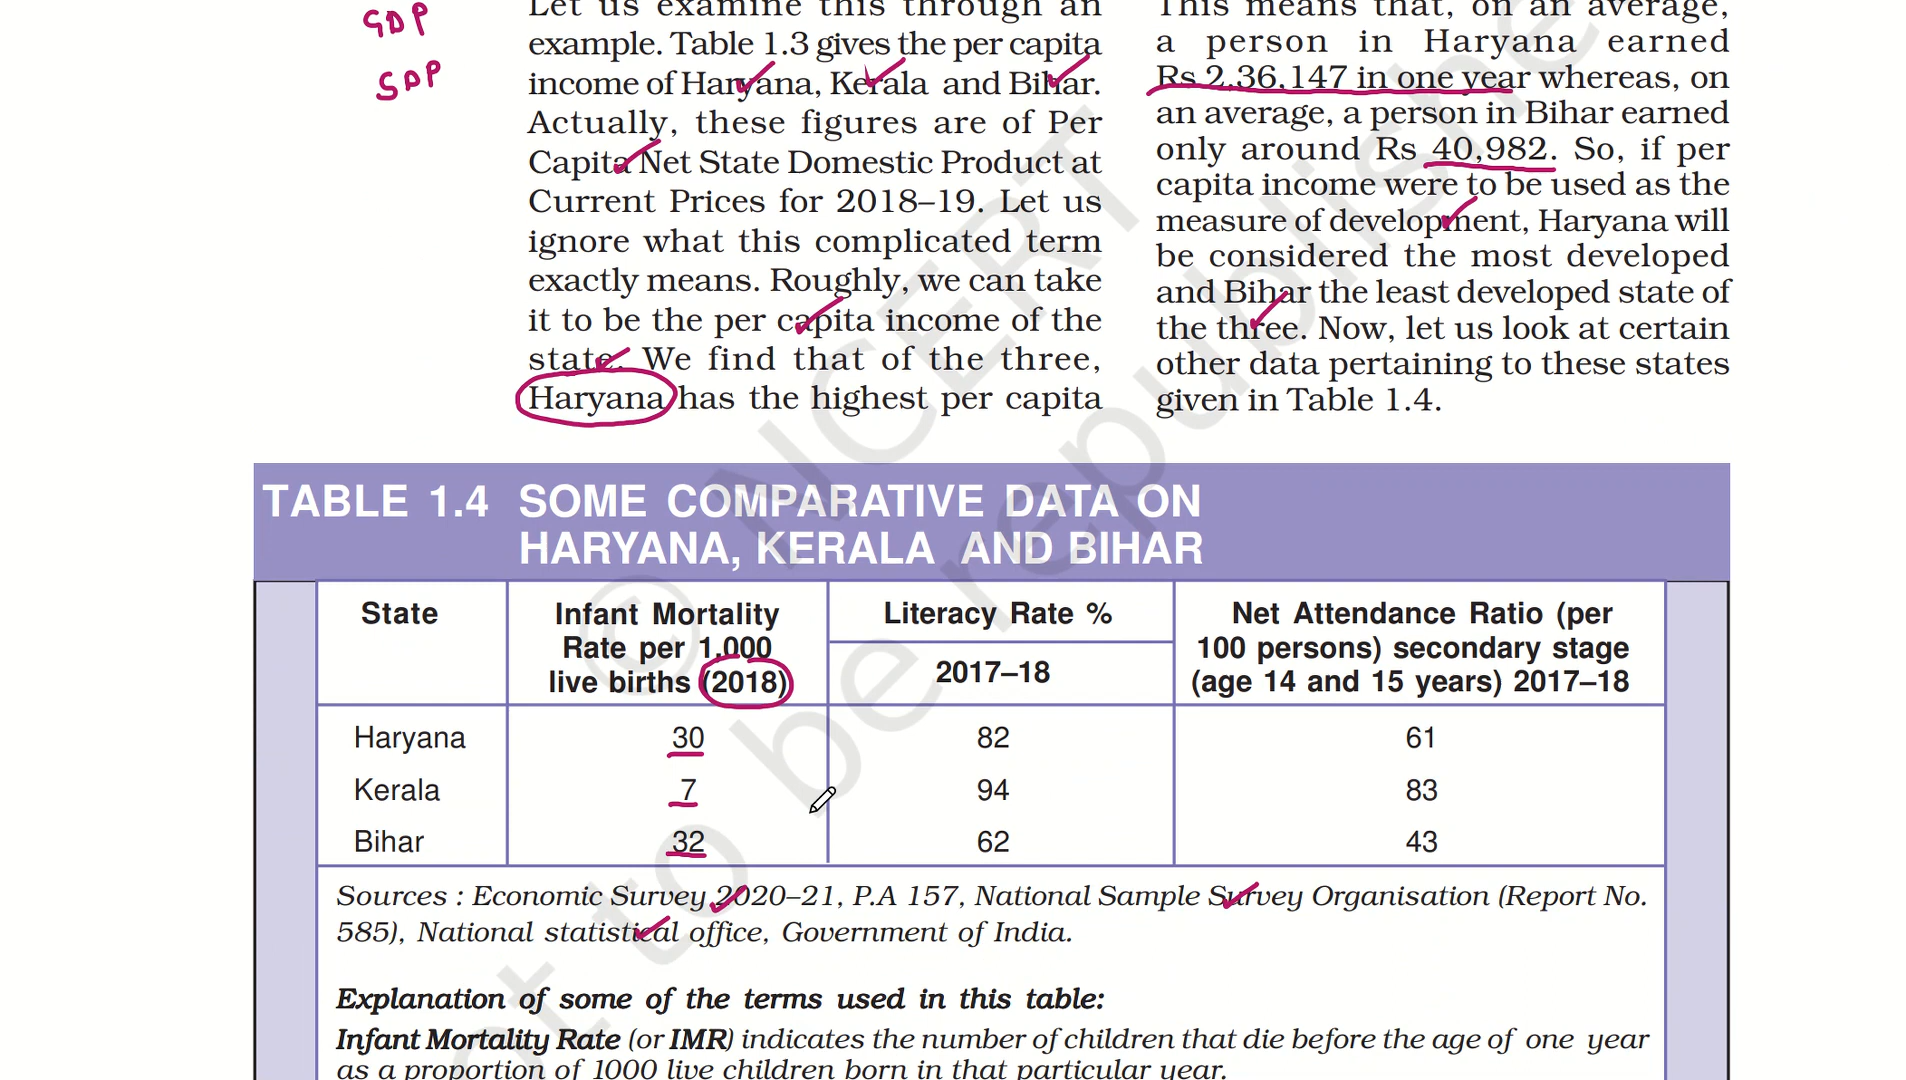 GDP
SDP
Let us examine this through an
example. Table 1.3 gives the per capita
income of Haryana, Kerala and Bihar.
Actually, these figures are of Per
Capita Net State Domestic Product at
Current Prices for 2018–19. Let us
ignore what this complicated term
exactly means. Roughly, we can take
it to be the per capita income of the
state. We find that of the three,
Haryana has the highest per capita
This means that, on an average,
a person in Haryana earned
Rs 2,36,147 in one year whereas, on
an average, a person in Bihar earned
only around Rs 40,982. So, if per
capita income were to be used as the
measure of development, Haryana will
be considered the most developed
and Bihar the least developed state of
the three. Now, let us look at certain
other data pertaining to these states
given in Table 1.4.
TABLE 1.4 SOME COMPARATIVE DATA ON
HARYANA, KERALA AND BIHAR
State
Infant Mortality
Rate per 1,000
live births (2018)
Literacy Rate %
2017–18
Net Attendance Ratio (per
100 persons) secondary stage
(age 14 and 15 years) 2017–18
Haryana 30 82 61
Kerala 7 94 83
Bihar 32 62 43
Sources : Economic Survey 2020–21, P.A 157, National Sample Survey Organisation (Report No.
585), National statistical office, Government of India.
Explanation of some of the terms used in this table:
Infant Mortality Rate (or IMR) indicates the number of children that die before the age of one year
as a proportion of 1000 live children born in that particular year.
© NCERT
not to be republished